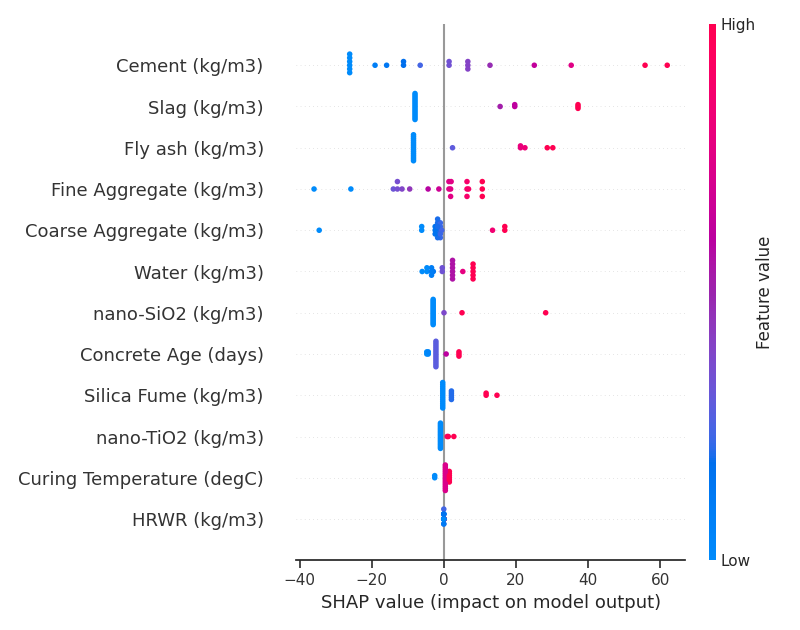 High
Cement (kg/m3)
Slag (kg/m3)
Fly ash (kg/m3)
Fine Aggregate (kg/m3)
Coarse Aggregate (kg/m3)
Water (kg/m3)
nano-SiO2 (kg/m3)
Concrete Age (days)
Silica Fume (kg/m3)
nano-TiO2 (kg/m3)
Curing Temperature (degC)
HRWR (kg/m3)
Feature value
Low
−40 −20 0 20 40 60
SHAP value (impact on model output)